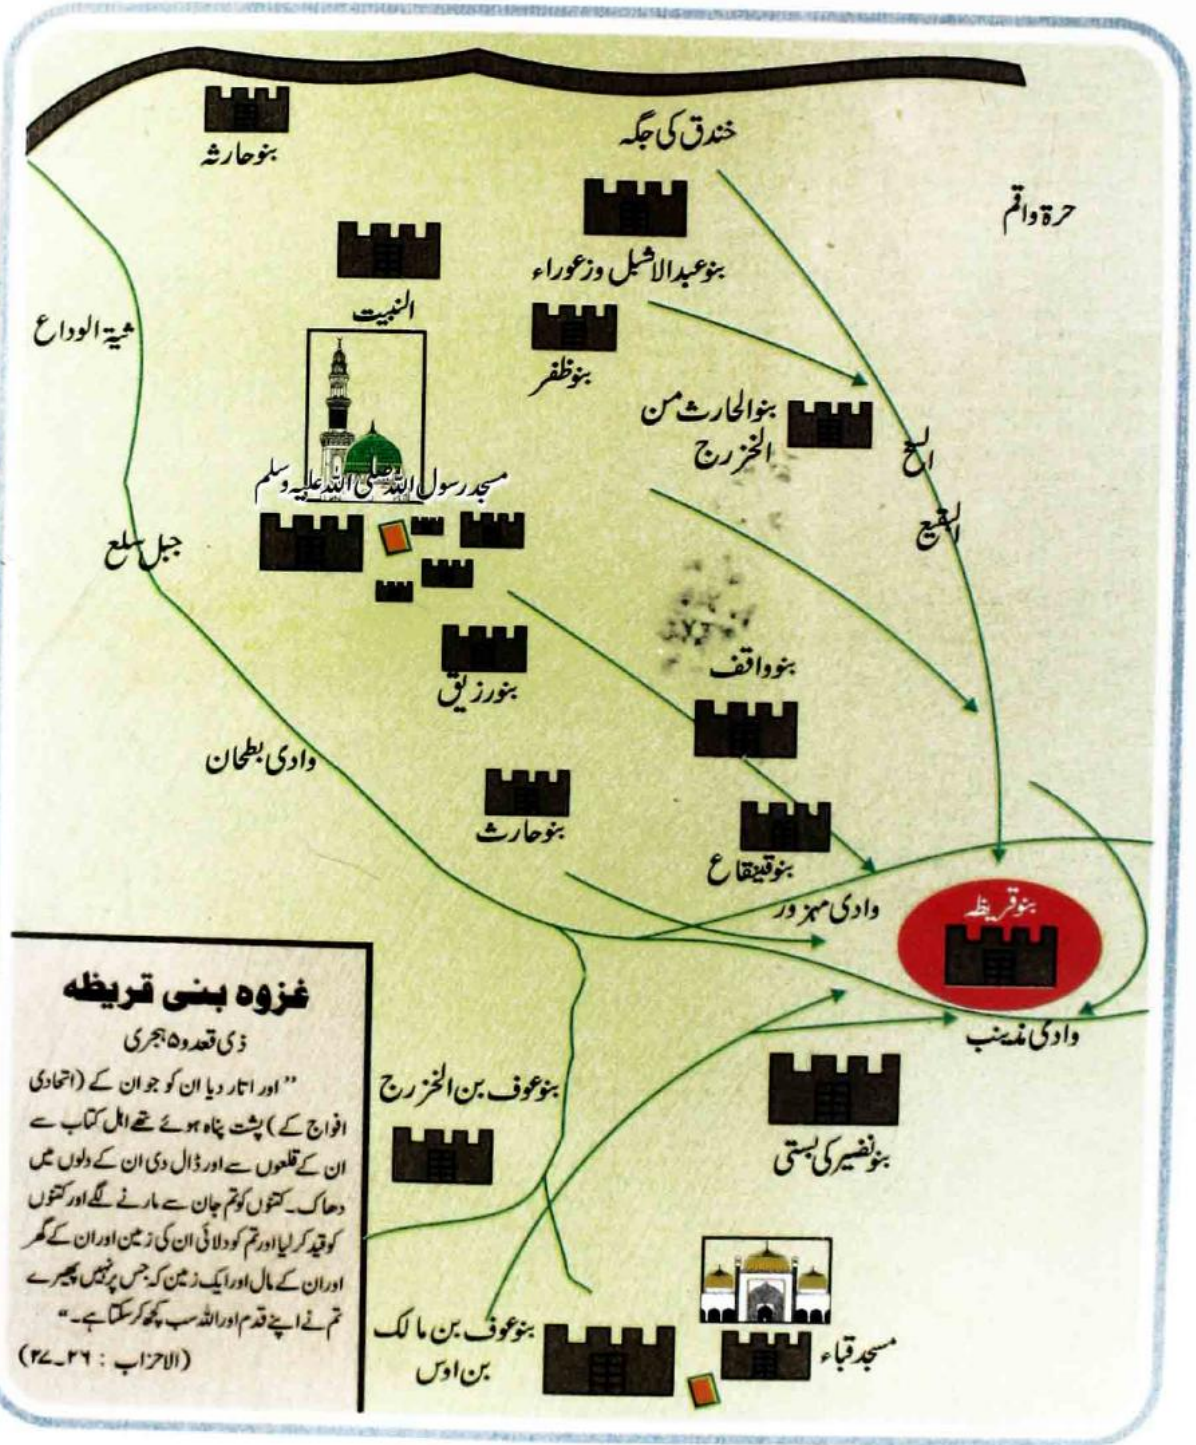 بنوحارثہ
خندق کی جگہ
حرۃ واقم
بنوعبدالاشہل وزعوراء
النبیت
ثنیۃ الوداع
بنوظفر
بنوالحارث من
الخزرج
مسجد رسول اللہ صلی اللہ علیہ وسلم
البقیع
جبل سلع
بنوواقف
بنورزیق
وادی بطحان
بنوحارث
بنوقینقاع
وادی مہزور
بنوقریظہ
وادی مذینب
بنوعوف بن الخزرج
بنونضیر کی بستی
بنوعوف بن مالک
بن اوس
مسجد قباء
غزوہ بنی قریظہ
ذی قعدہ ۵ ہجری
”اور اتار دیا ان کو جو ان کے (اتحادی
افواج کے) پشت پناہ ہوئے تھے اہل کتاب سے
ان کے قلعوں سے اور ڈال دی ان کے دلوں میں
دھاک۔ کتنوں کو تم جان سے مارنے لگے اور کتنوں
کو قید کرلیا اور تم کو دلائی ان کی زمین اور ان کے گھر
اور ان کے مال اور ایک زمین کہ جس پر نہیں پھیرے
تم نے اپنے قدم اور اللہ سب کچھ کرسکتا ہے۔“
(الاحزاب : ۲۶۔۲۷)